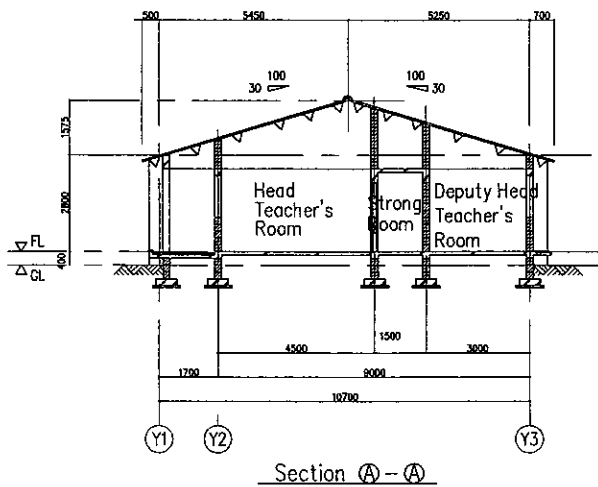 500 5450 5250 700
100 100
30 30
1575
2800
400
FL
GL
Head
Teacher's
Room
Strong
Room
Deputy Head
Teacher's
Room
1500
4500 3000
1700 9000
10700
Y1 Y2 Y3
Section A - A